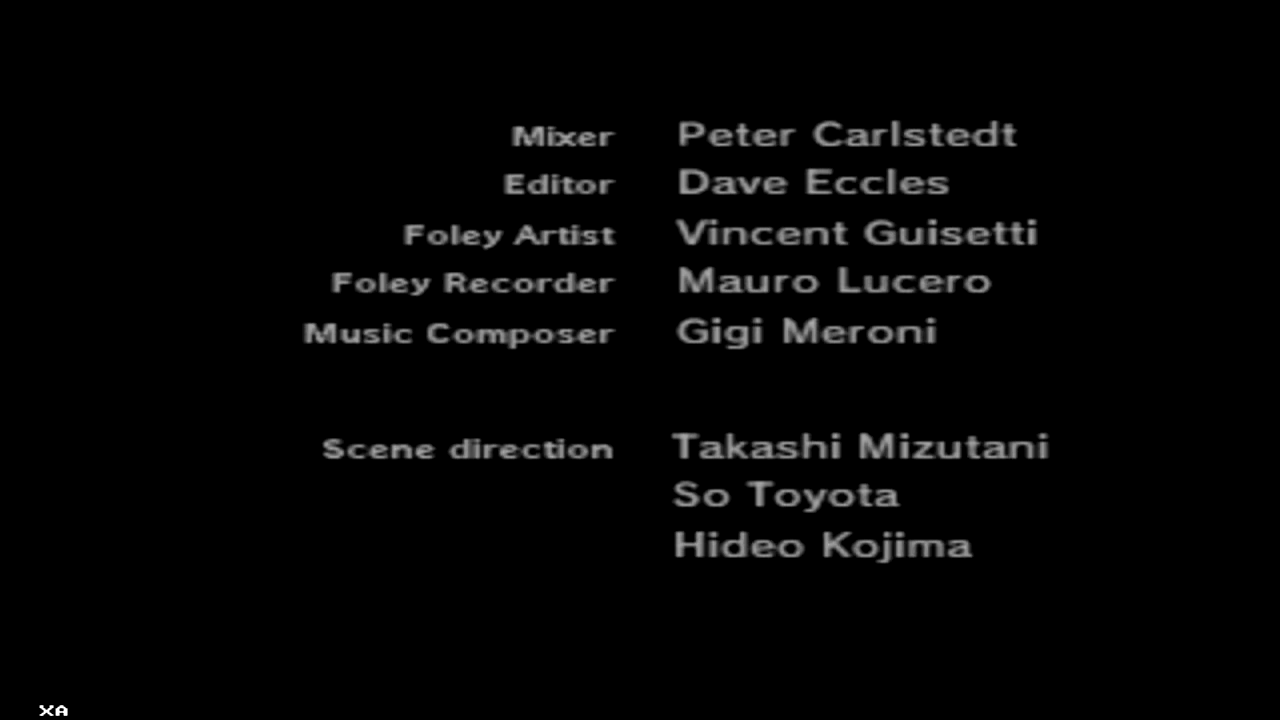 Mixer Peter Carlstedt
Editor Dave Eccles
Foley Artist Vincent Guisetti
Foley Recorder Mauro Lucero
Music Composer Gigi Meroni
Scene direction Takashi Mizutani
So Toyota
Hideo Kojima
XA